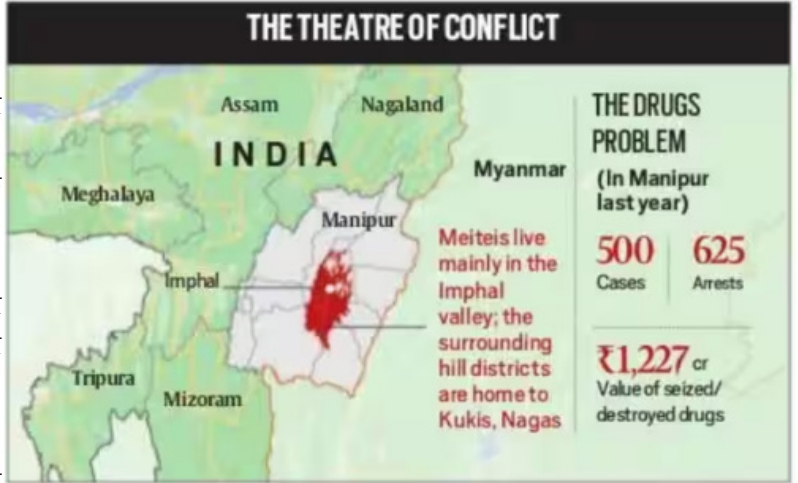 THE THEATRE OF CONFLICT
Assam
Nagaland
INDIA
Meghalaya
Myanmar
Manipur
Imphal
Tripura
Mizoram
Meiteis live
mainly in the
Imphal
valley; the
surrounding
hill districts
are home to
Kukis, Nagas
THE DRUGS
PROBLEM
(In Manipur
last year)
500
Cases
625
Arrests
₹1,227 cr
Value of seized/
destroyed drugs